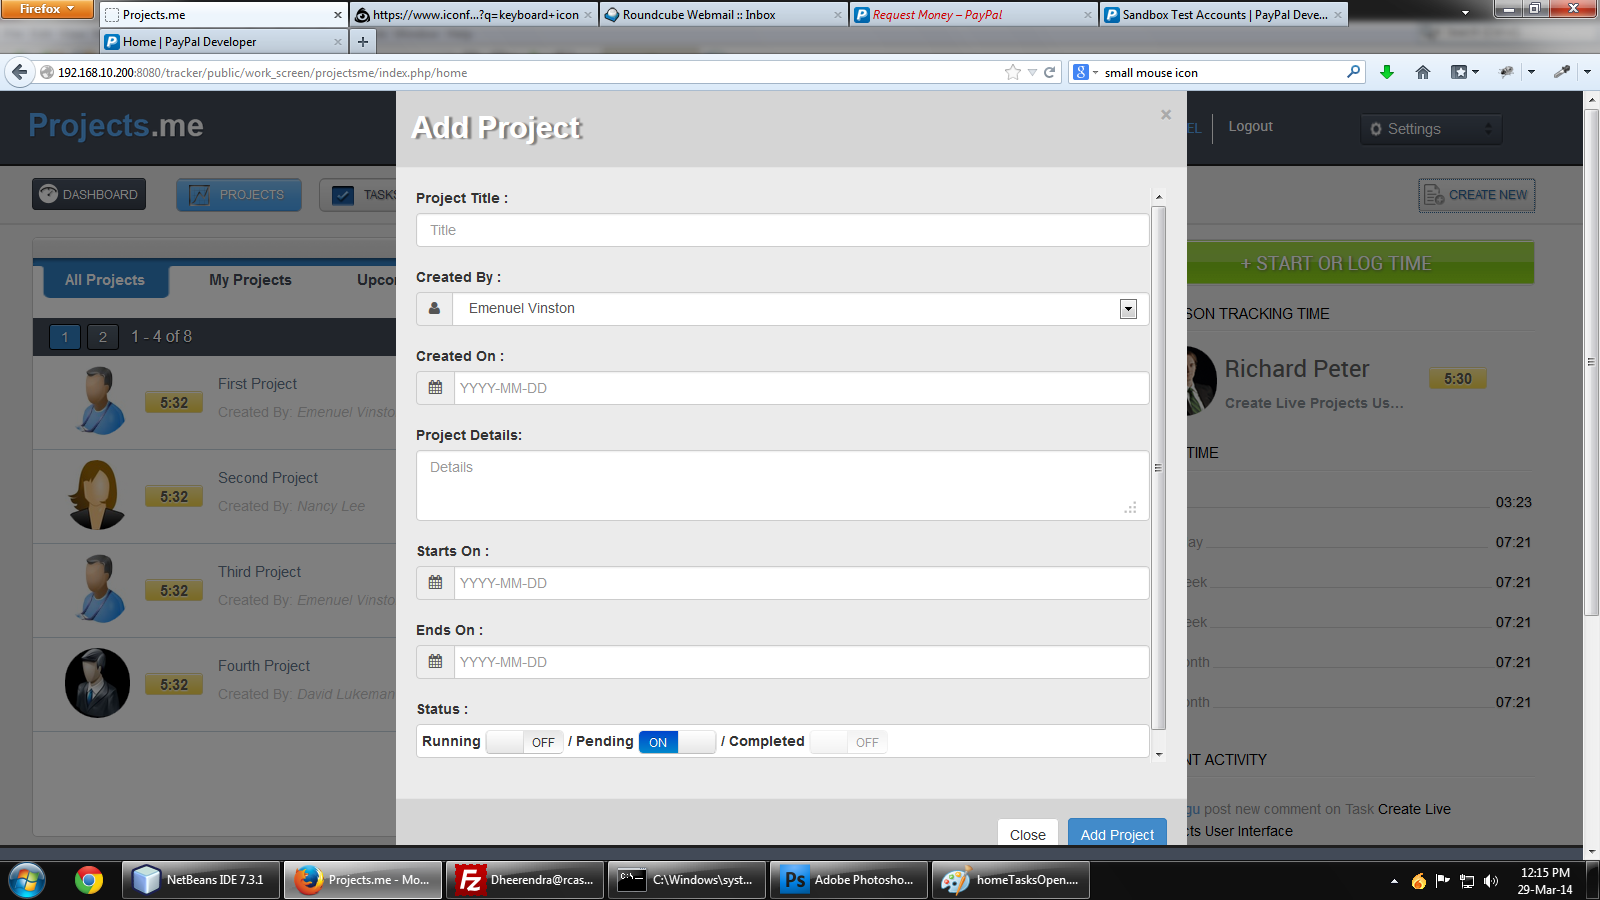 Firefox
Projects.me
https://www.iconf...?q=keyboard+icon
Roundcube Webmail :: Inbox
Request Money – PayPal
Sandbox Test Accounts | PayPal Deve...
Home | PayPal Developer
192.168.10.200:8080/tracker/public/work_screen/projectsme/index.php/home
small mouse icon
Projects.me
Add Project
×
EL
Logout
Settings
DASHBOARD
PROJECTS
TASKS
CREATE NEW
Project Title :
Title
Created By :
Emenuel Vinston
Created On :
YYYY-MM-DD
Project Details:
Details
Starts On :
YYYY-MM-DD
Ends On :
YYYY-MM-DD
Status :
Running OFF / Pending ON / Completed OFF
Close
Add Project
All Projects
My Projects
Upco
1 2 1 - 4 of 8
5:32
First Project
Created By: Emenuel Vinsto
5:32
Second Project
Created By: Nancy Lee
5:32
Third Project
Created By: Emenuel Vinsto
5:32
Fourth Project
Created By: David Lukeman
+ START OR LOG TIME
SON TRACKING TIME
Richard Peter
5:30
Create Live Projects Us...
TIME
03:23
ay 07:21
eek 07:21
eek 07:21
onth 07:21
onth 07:21
NT ACTIVITY
gu post new comment on Task Create Live
cts User Interface
NetBeans IDE 7.3.1
Projects.me - Mo...
Dheerendra@rcas...
C:\Windows\syst...
Adobe Photosho...
homeTasksOpen....
12:15 PM
29-Mar-14